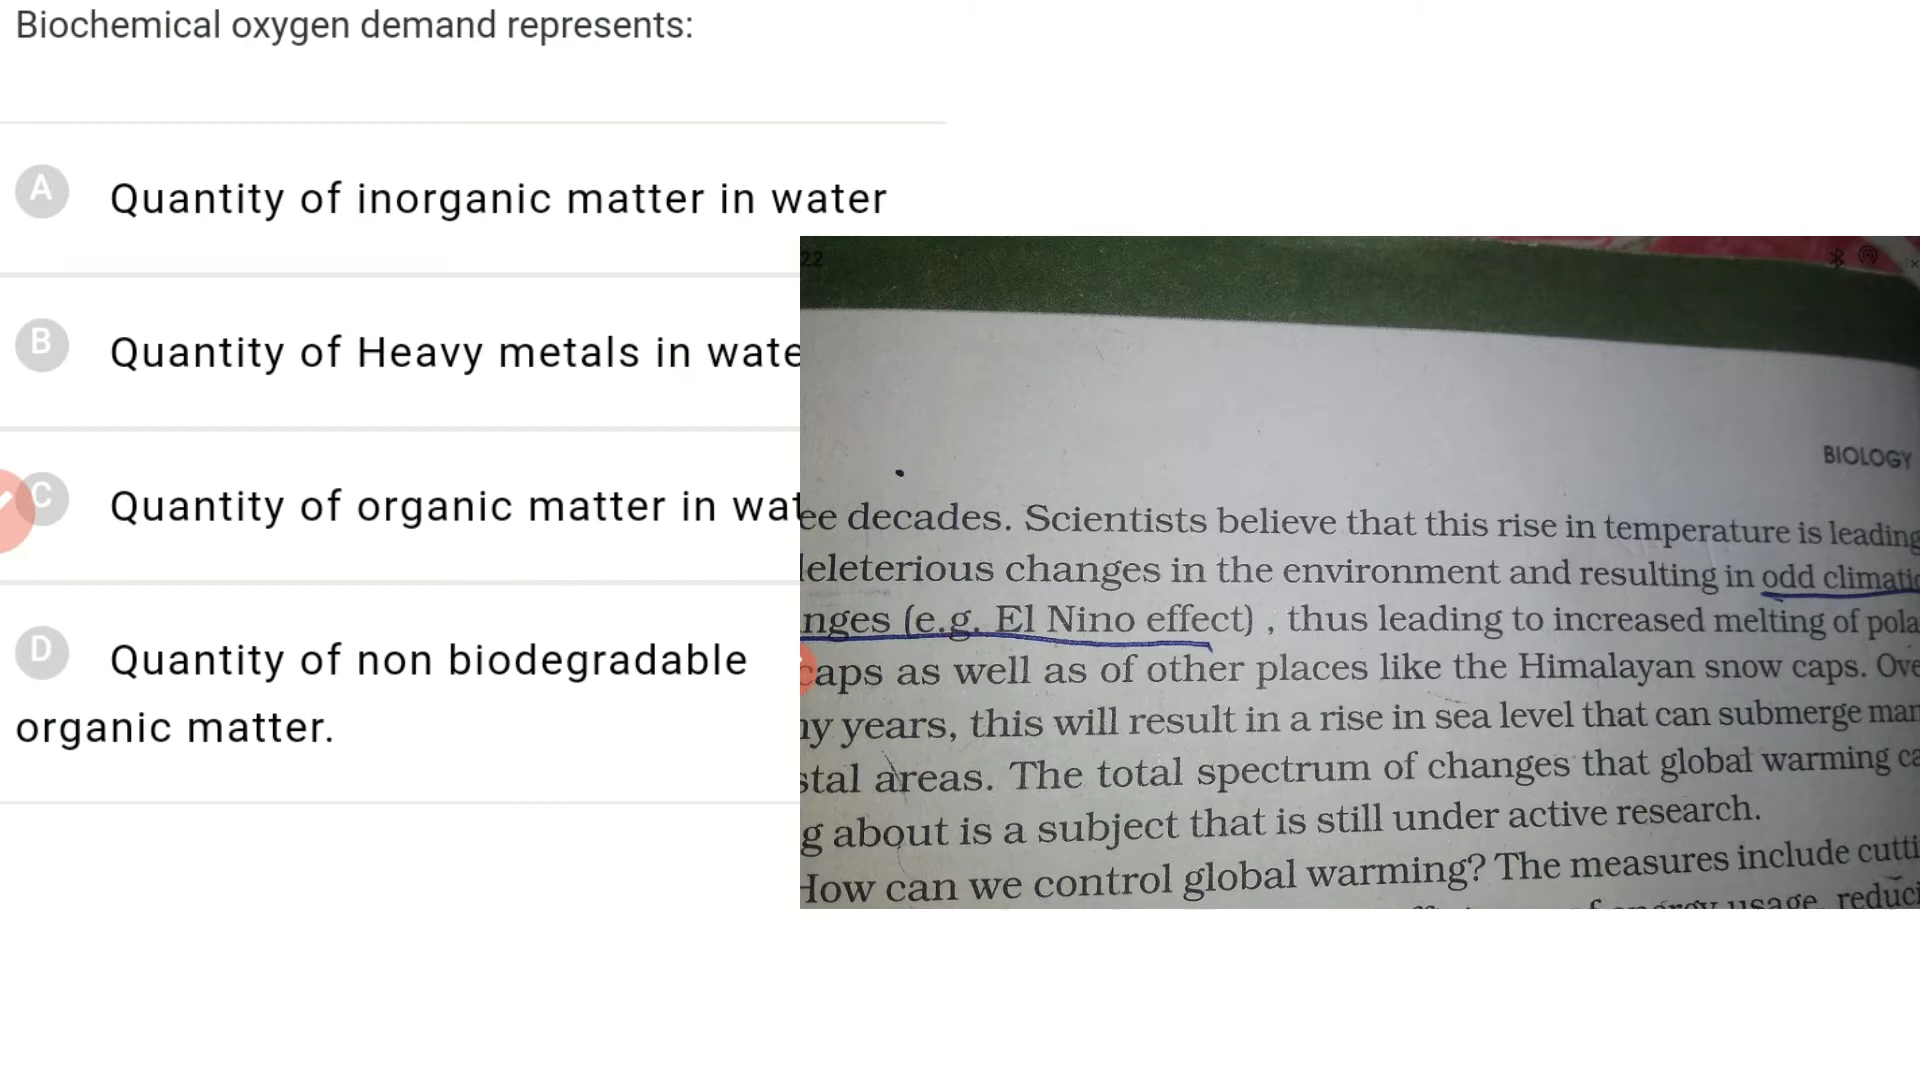 Biochemical oxygen demand represents:
A Quantity of inorganic matter in water
B Quantity of Heavy metals in wate
C Quantity of organic matter in wat
D Quantity of non biodegradable
organic matter.
22
BIOLOGY
ee decades. Scientists believe that this rise in temperature is leading
eleterious changes in the environment and resulting in odd climatic
nges (e.g. El Nino effect) , thus leading to increased melting of pola
caps as well as of other places like the Himalayan snow caps. Ove
ny years, this will result in a rise in sea level that can submerge man
stal areas. The total spectrum of changes that global warming ca
g about is a subject that is still under active research.
How can we control global warming? The measures include cutti
energy usage, reduci